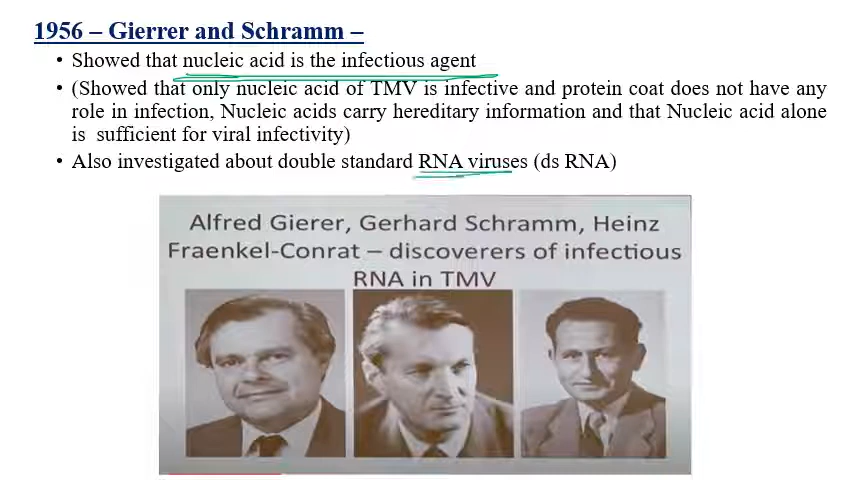 1956 – Gierrer and Schramm –
• Showed that nucleic acid is the infectious agent
• (Showed that only nucleic acid of TMV is infective and protein coat does not have any
role in infection, Nucleic acids carry hereditary information and that Nucleic acid alone
is sufficient for viral infectivity)
• Also investigated about double standard RNA viruses (ds RNA)
Alfred Gierer, Gerhard Schramm, Heinz
Fraenkel-Conrat – discoverers of infectious
RNA in TMV